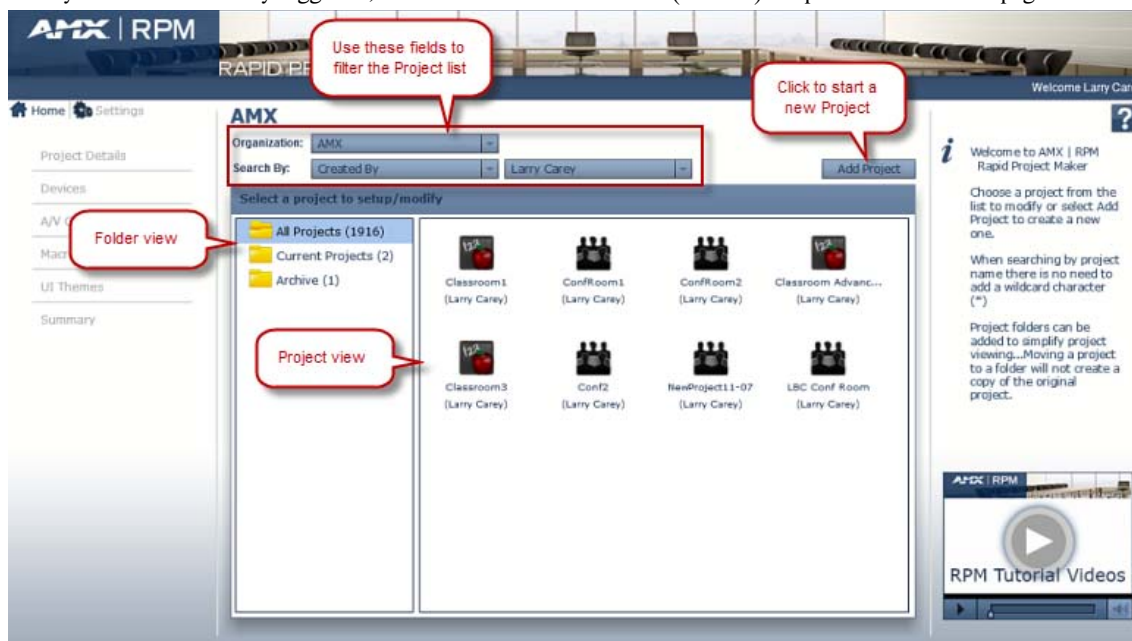 AMX | RPM
RAPID PR
Use these fields to
filter the Project list
Click to start a
new Project
Welcome Larry Car
Home
Settings
AMX
Organization: AMX
Search By: Created By
Larry Carey
Add Project
Select a project to setup/modify
Project Details
Devices
A/V
UI Themes
Summary
Folder view
All Projects (1916)
Current Projects (2)
Archive (1)
Project view
Classroom1
(Larry Carey)
ConfRoom1
(Larry Carey)
ConfRoom2
(Larry Carey)
Classroom Advanc...
(Larry Carey)
Classroom3
(Larry Carey)
Conf2
(Larry Carey)
NewProject11-07
(Larry Carey)
LBC Conf Room
(Larry Carey)
?
i
Welcome to AMX | RPM
Rapid Project Maker
Choose a project from the
list to modify or select Add
Project to create a new
one.
When searching by project
name there is no need to
add a wildcard character
(*)
Project folders can be
added to simplify project
viewing...Moving a project
to a folder will not create a
copy of the original
project.
AMX | RPM
RPM Tutorial Videos